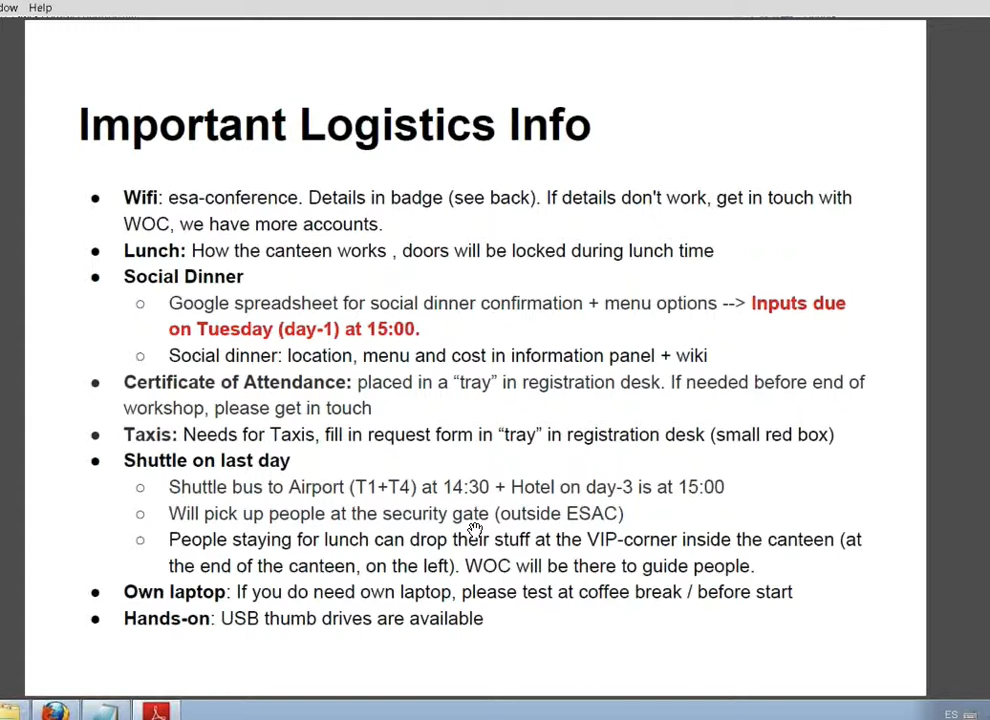 dow Help
Important Logistics Info
● Wifi: esa-conference. Details in badge (see back). If details don't work, get in touch with
WOC, we have more accounts.
● Lunch: How the canteen works , doors will be locked during lunch time
● Social Dinner
○ Google spreadsheet for social dinner confirmation + menu options --> Inputs due
on Tuesday (day-1) at 15:00.
○ Social dinner: location, menu and cost in information panel + wiki
● Certificate of Attendance: placed in a “tray” in registration desk. If needed before end of
workshop, please get in touch
● Taxis: Needs for Taxis, fill in request form in “tray” in registration desk (small red box)
● Shuttle on last day
○ Shuttle bus to Airport (T1+T4) at 14:30 + Hotel on day-3 is at 15:00
○ Will pick up people at the security gate (outside ESAC)
○ People staying for lunch can drop their stuff at the VIP-corner inside the canteen (at
the end of the canteen, on the left). WOC will be there to guide people.
● Own laptop: If you do need own laptop, please test at coffee break / before start
● Hands-on: USB thumb drives are available
ES